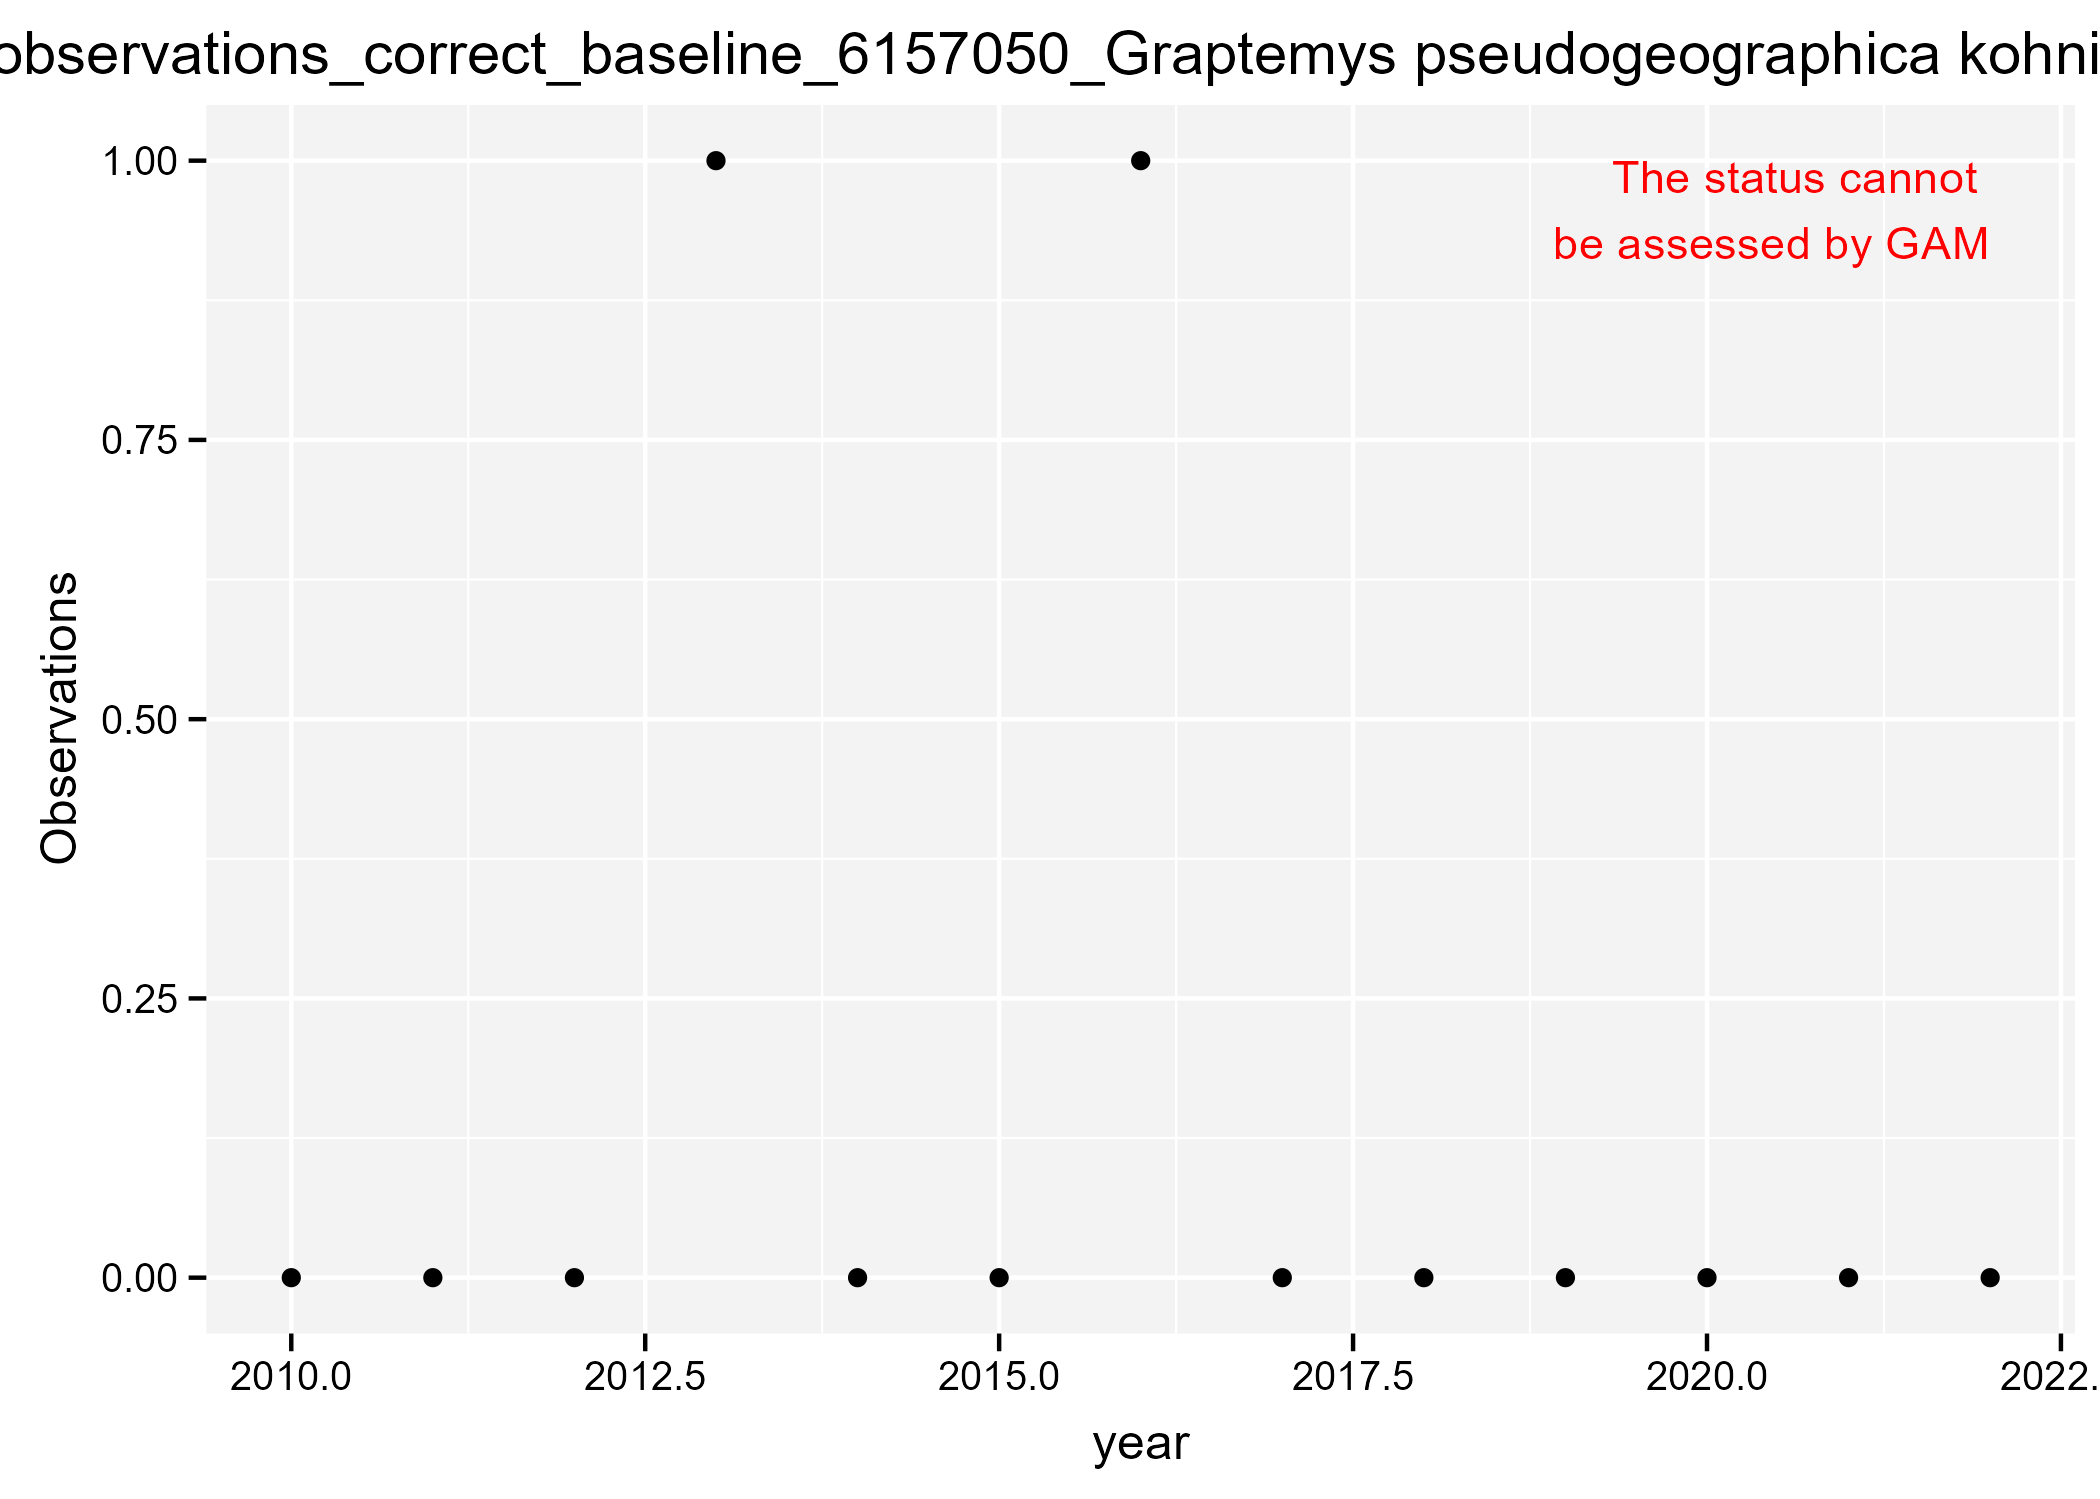 observations_correct_baseline_6157050_Graptemys pseudogeographica kohni
The status cannot
be assessed by GAM
1.00
0.75
0.50
0.25
0.00
Observations
2010.0 2012.5 2015.0 2017.5 2020.0 2022.
year